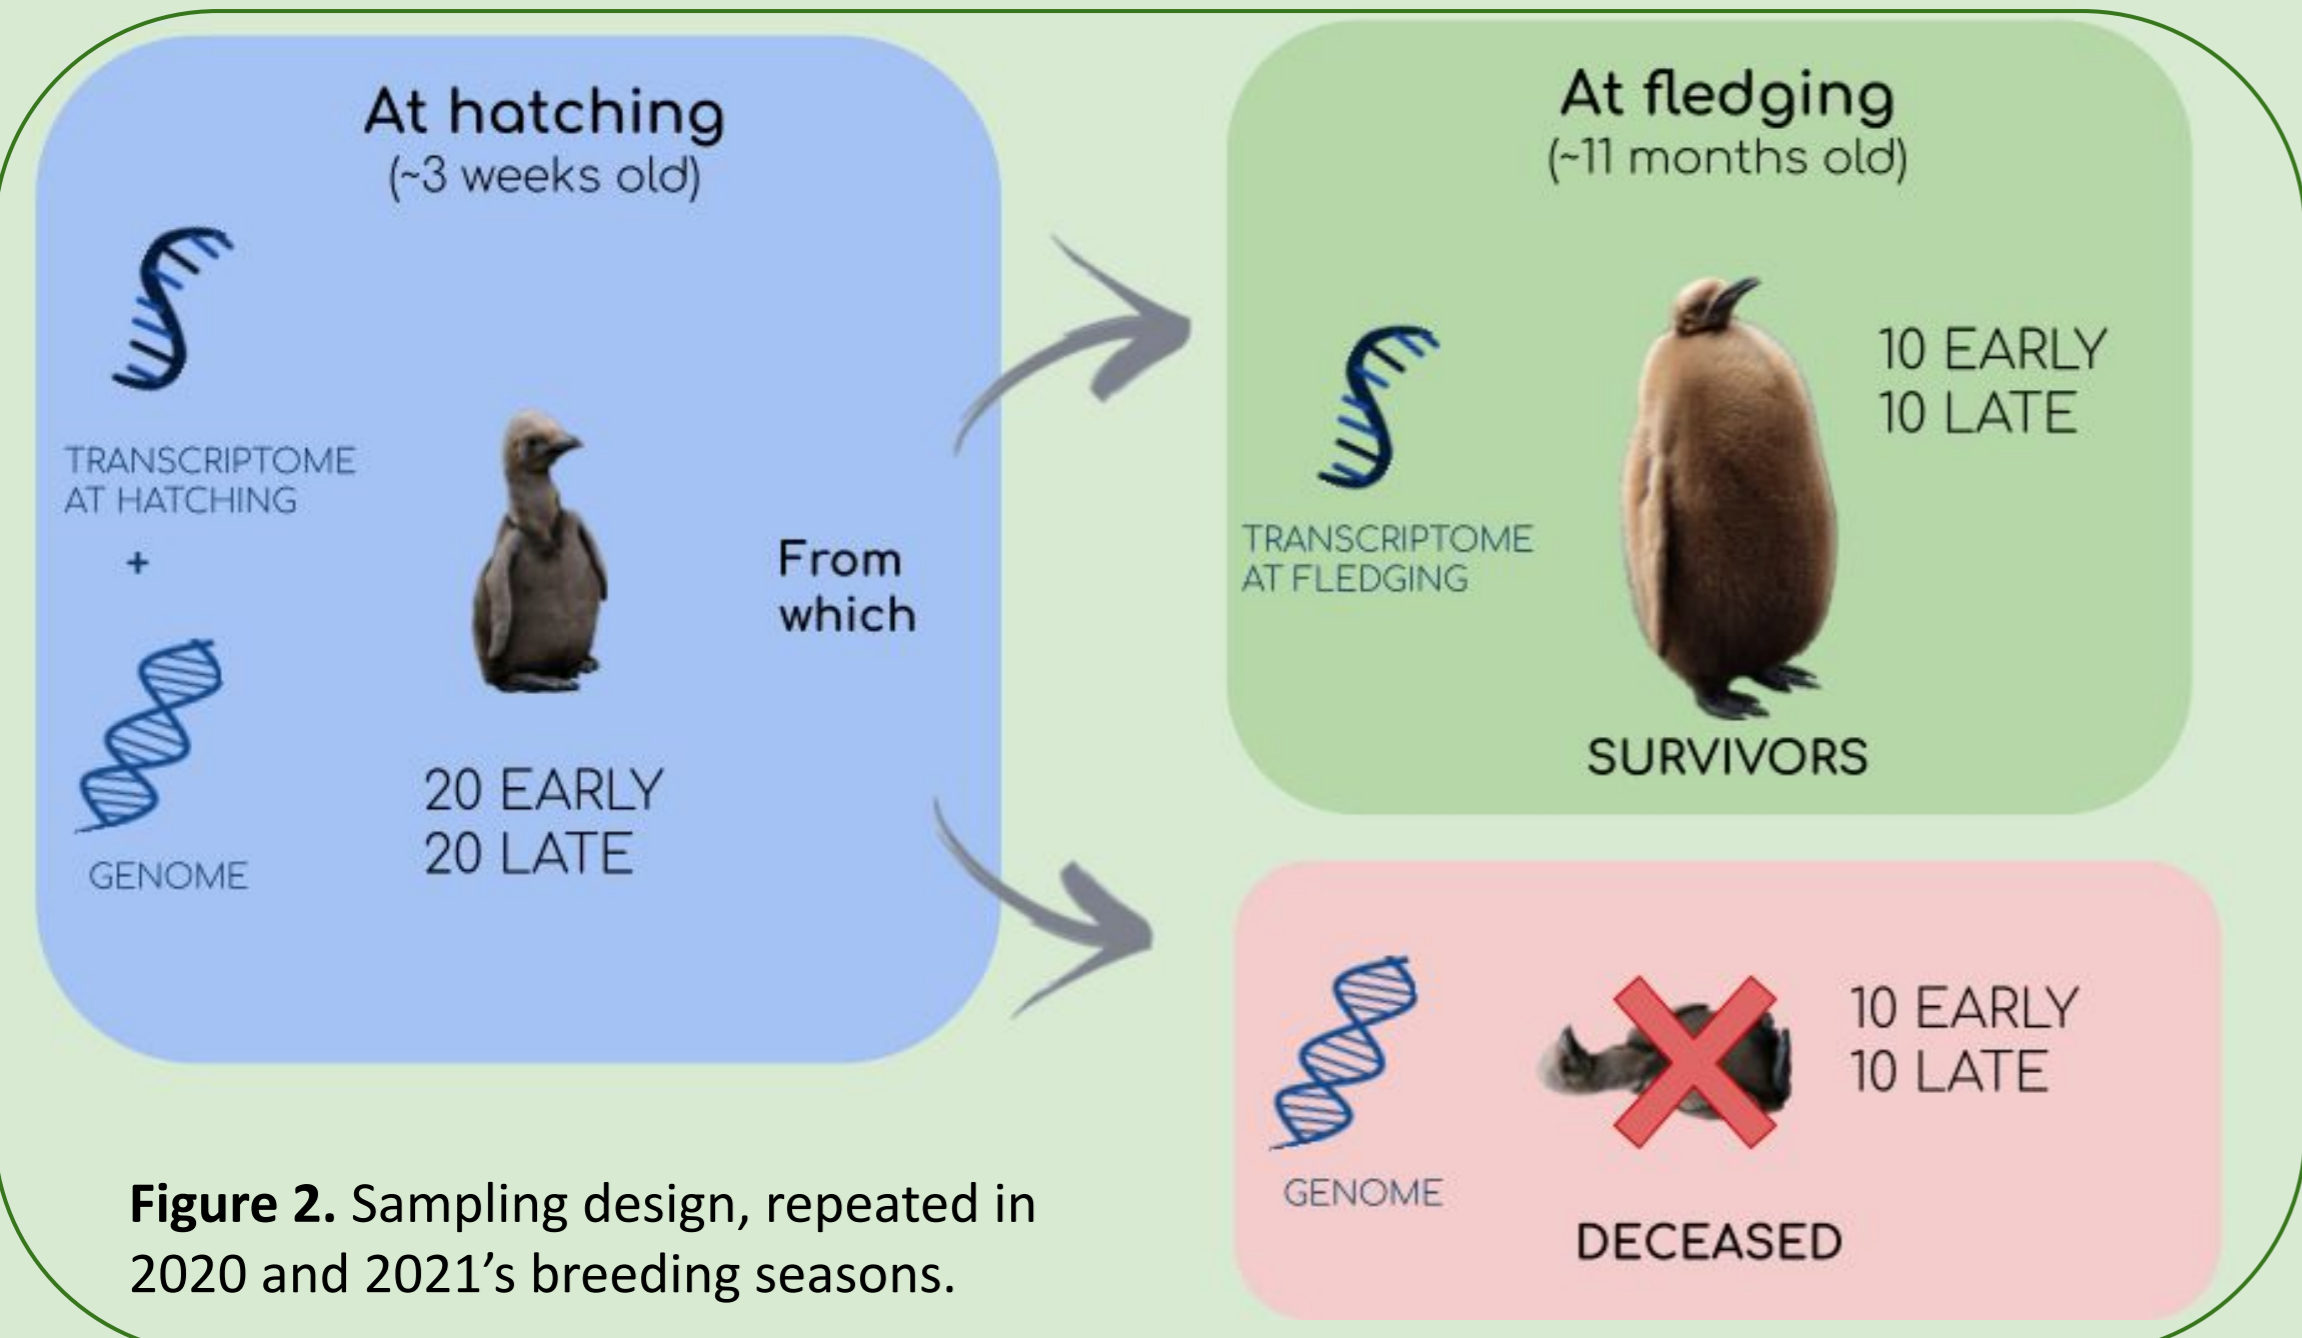 At hatching
(~3 weeks old)
TRANSCRIPTOME
AT HATCHING
+
GENOME
20 EARLY
20 LATE
From
which
At fledging
(~11 months old)
TRANSCRIPTOME
AT FLEDGING
10 EARLY
10 LATE
SURVIVORS
GENOME
10 EARLY
10 LATE
DECEASED
Figure 2. Sampling design, repeated in
2020 and 2021’s breeding seasons.